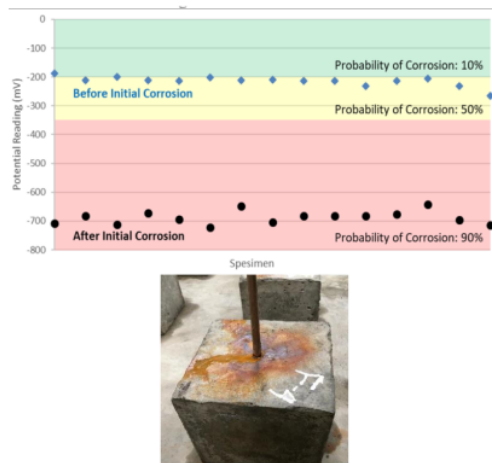 0
-100
-200
-300
-400
-500
-600
-700
-800
Potential Reading (mV)
Probability of Corrosion: 10%
Before Initial Corrosion
Probability of Corrosion: 50%
After Initial Corrosion
Probability of Corrosion: 90%
Spesimen